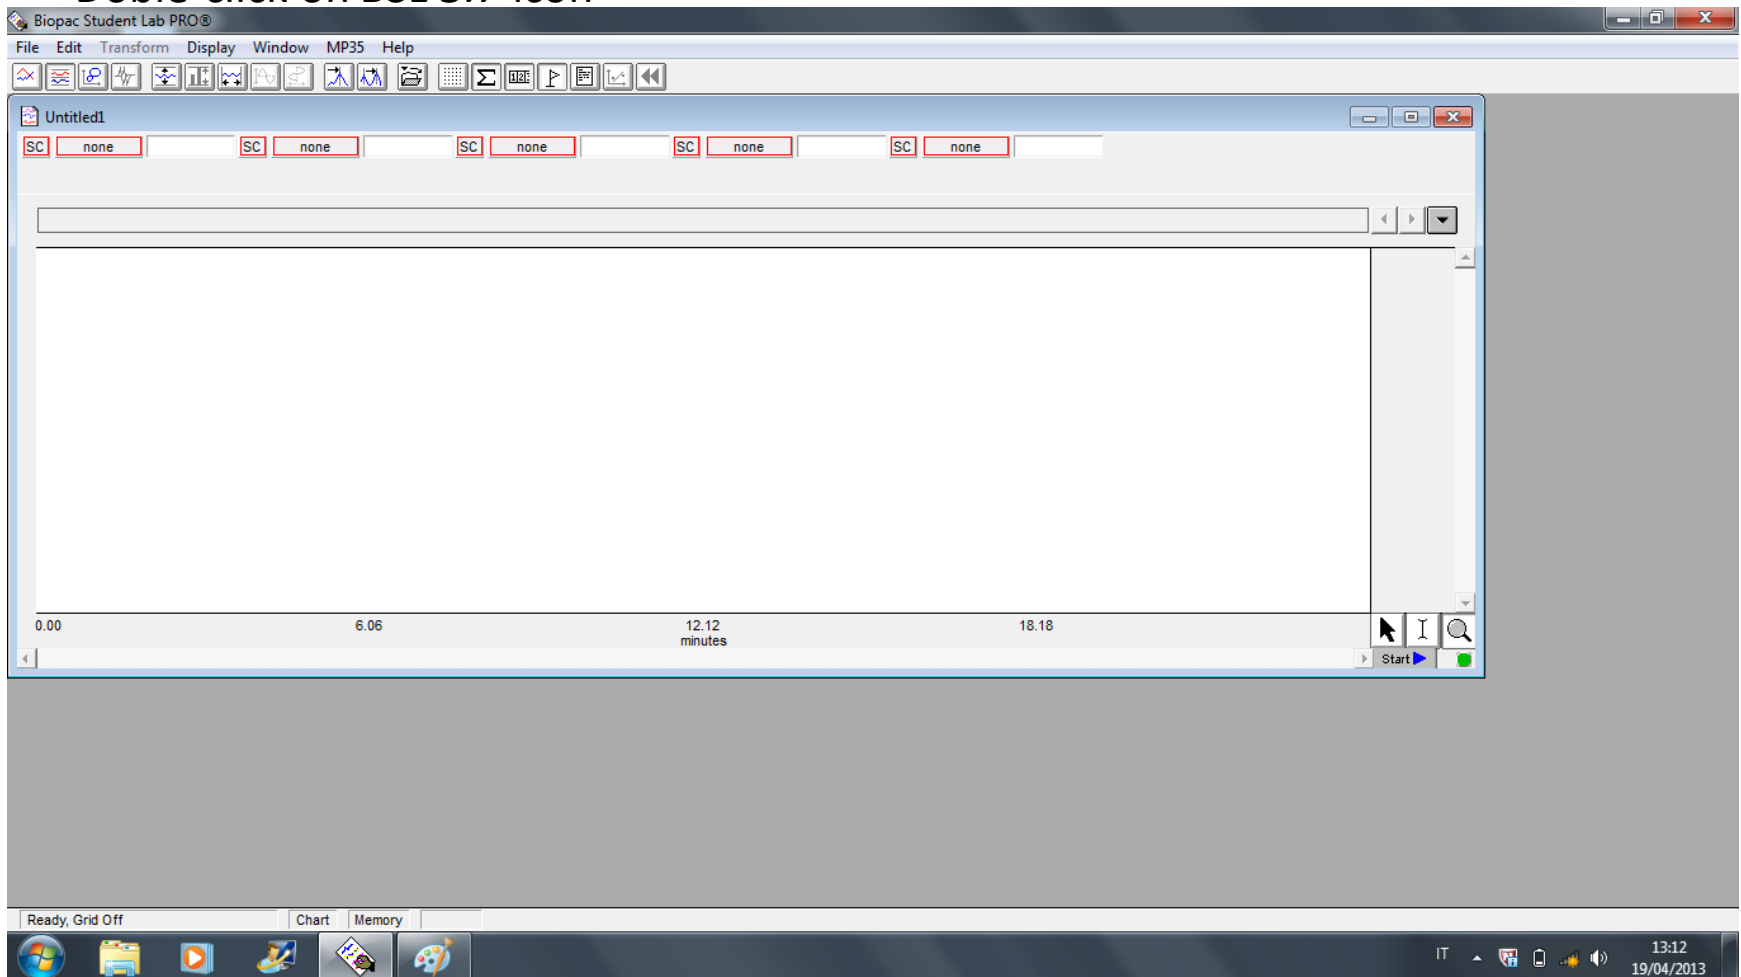 Biopac Student Lab PRO®
File Edit Transform Display Window MP35 Help
Untitled1
SC none SC none SC none SC none SC none
0.00 6.06 12.12 18.18
minutes
Start
Ready, Grid Off Chart Memory
IT 13:12
19/04/2013